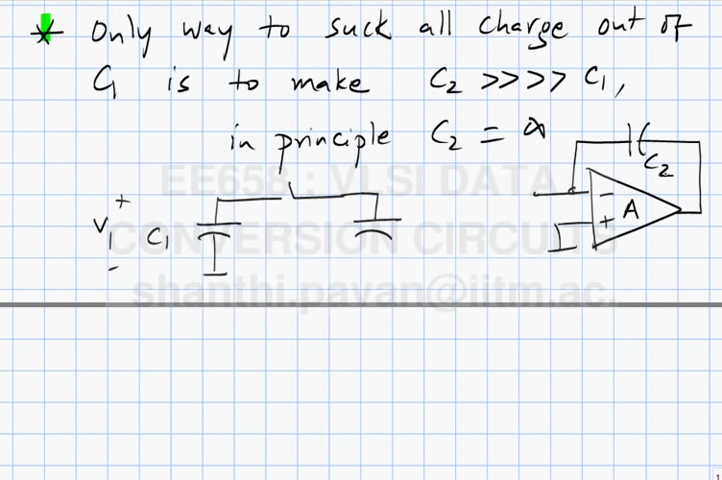 * Only way to suck all charge out of
C₁ is to make C₂ >>>> C₁,
in principle C₂ = ∞
C₂
EE658 : VLSI DATA
CONVERSION CIRCUITS
shanthi.pavan@iitm.ac.
+
V₁ C₁
-
- A
+
1